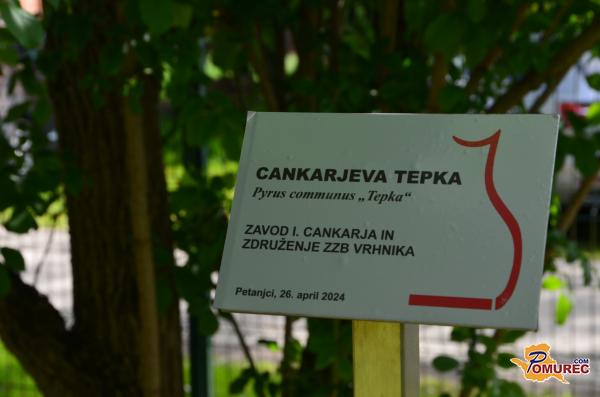 CANKARJEVA TEPKA
Pyrus communus „Tepka“
ZAVOD I. CANKARJA IN
ZDRUŽENJE ZZB VRHNIKA
Petanjci, 26. april 2024
POMUREC.COM